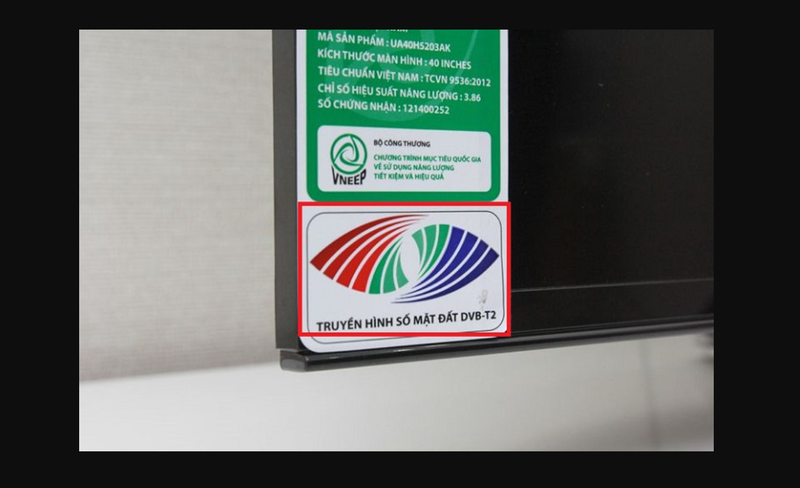 MÃ SẢN PHẨM : UA40H5203AK
KÍCH THƯỚC MÀN HÌNH : 40 INCHES
TIÊU CHUẨN VIỆT NAM : TCVN 9536:2012
CHỈ SỐ HIỆU SUẤT NĂNG LƯỢNG : 3.86
SỐ CHỨNG NHẬN : 121400252
BỘ CÔNG THƯƠNG
CHƯƠNG TRÌNH MỤC TIÊU QUỐC GIA
VỀ SỬ DỤNG NĂNG LƯỢNG
TIẾT KIỆM VÀ HIỆU QUẢ
VNEEP
TRUYỀN HÌNH SỐ MẶT ĐẤT DVB-T2